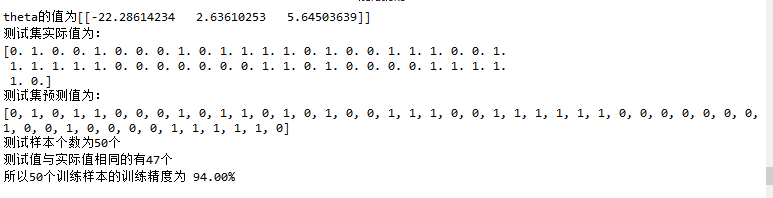 theta的值为[[-22.28614234   2.63610253   5.64503639]]
测试集实际值为:
[0. 1. 0. 0. 1. 0. 0. 0. 1. 0. 1. 1. 1. 1. 0. 1. 0. 0. 1. 1. 1. 0. 0. 1.
 1. 1. 1. 1. 1. 0. 0. 0. 0. 0. 0. 0. 1. 1. 0. 1. 0. 0. 0. 0. 1. 1. 1. 1.
 1. 0.]
测试集预测值为:
[0, 1, 0, 1, 1, 0, 0, 0, 1, 0, 1, 1, 0, 1, 0, 1, 0, 0, 1, 1, 1, 0, 0, 1, 1, 1, 1, 1, 1, 0, 0, 0, 0, 0, 0, 0,
1, 0, 0, 1, 0, 0, 0, 0, 1, 1, 1, 1, 1, 0]
测试样本个数为50个
测试值与实际值相同的有47个
所以50个训练样本的训练精度为 94.00%